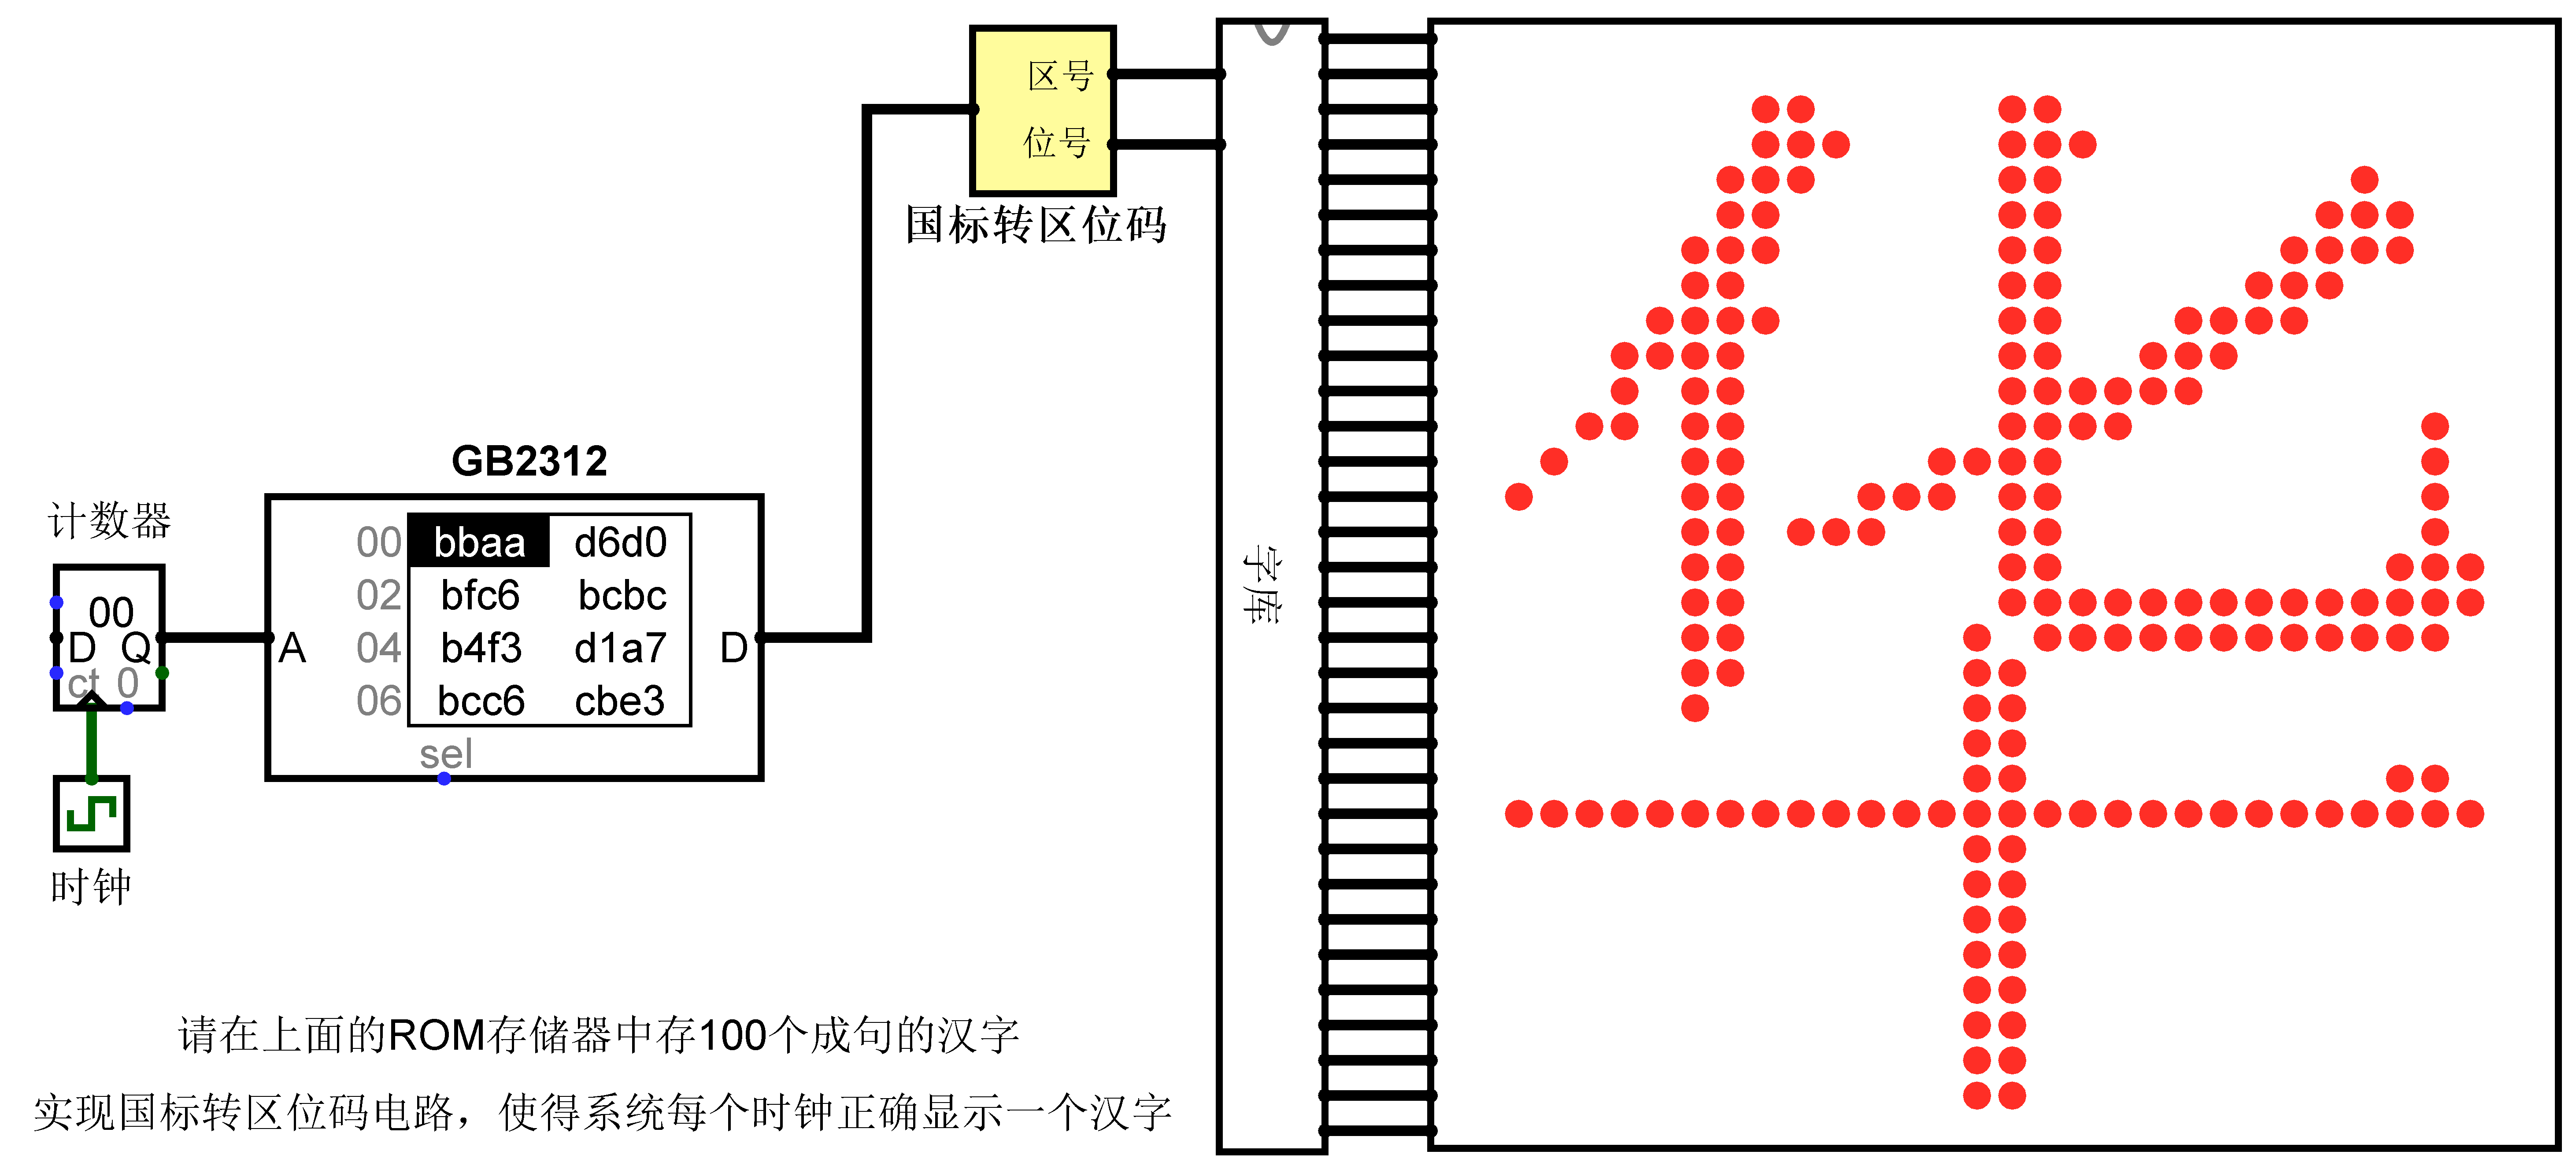 区号
位号
国标转区位码
GB2312
计数器
00
D Q
ct 0
时钟
A
D
00 bbaa d6d0
02 bfc6 bcbc
04 b4f3 d1a7
06 bcc6 cbe3
sel
字库
华
请在上面的ROM存储器中存100个成句的汉字
实现国标转区位码电路，使得系统每个时钟正确显示一个汉字